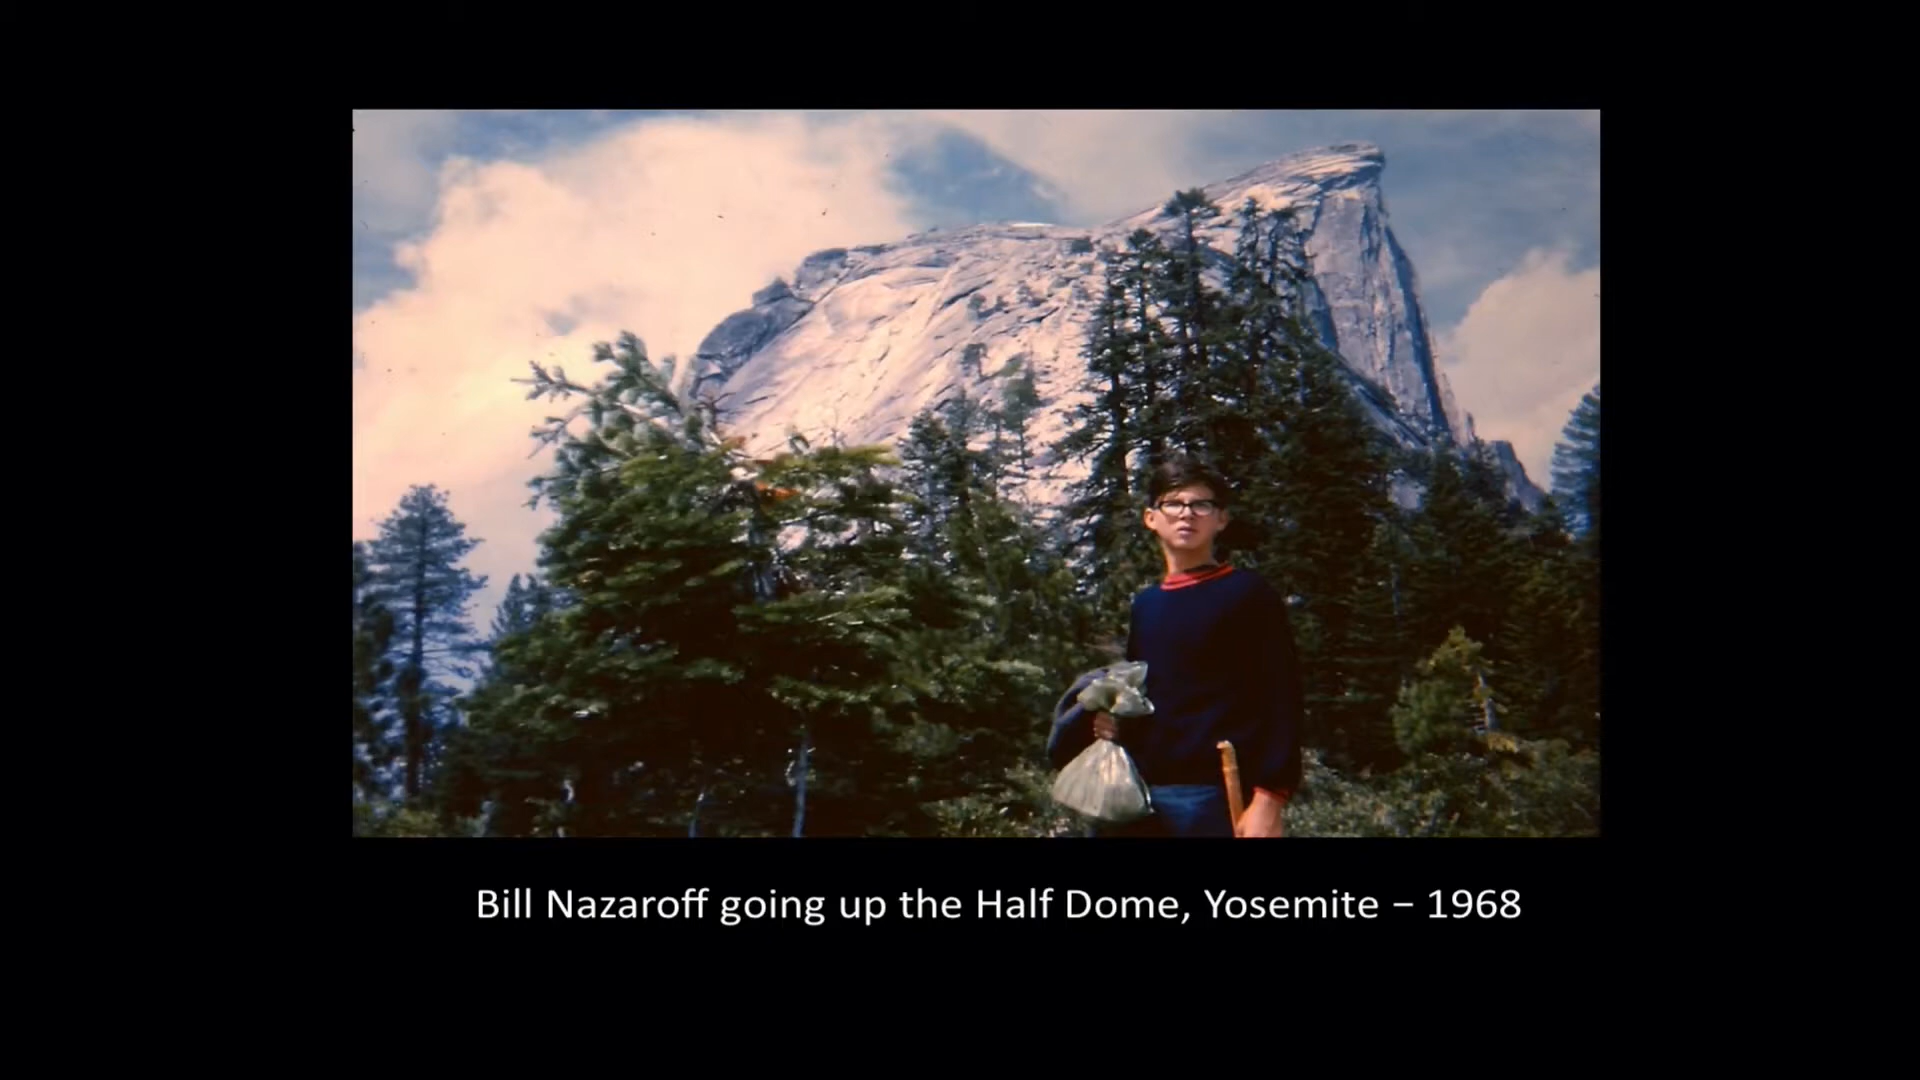 Bill Nazaroff going up the Half Dome, Yosemite – 1968